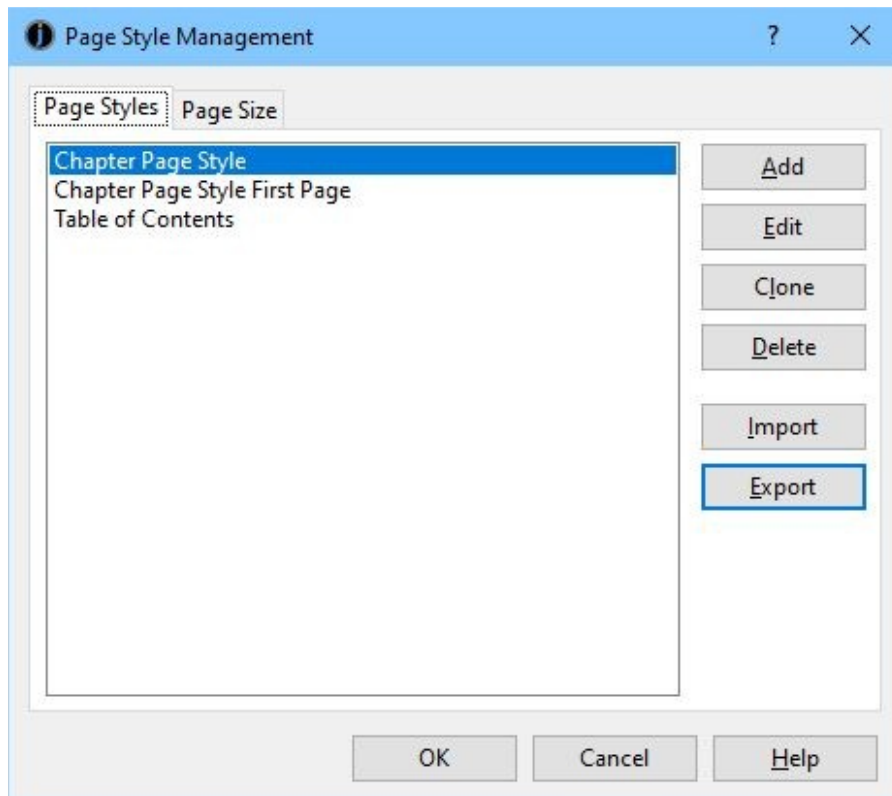 Page Style Management
Page Styles
Page Size
Chapter Page Style
Chapter Page Style First Page
Table of Contents
Add
Edit
Clone
Delete
Import
Export
OK
Cancel
Help